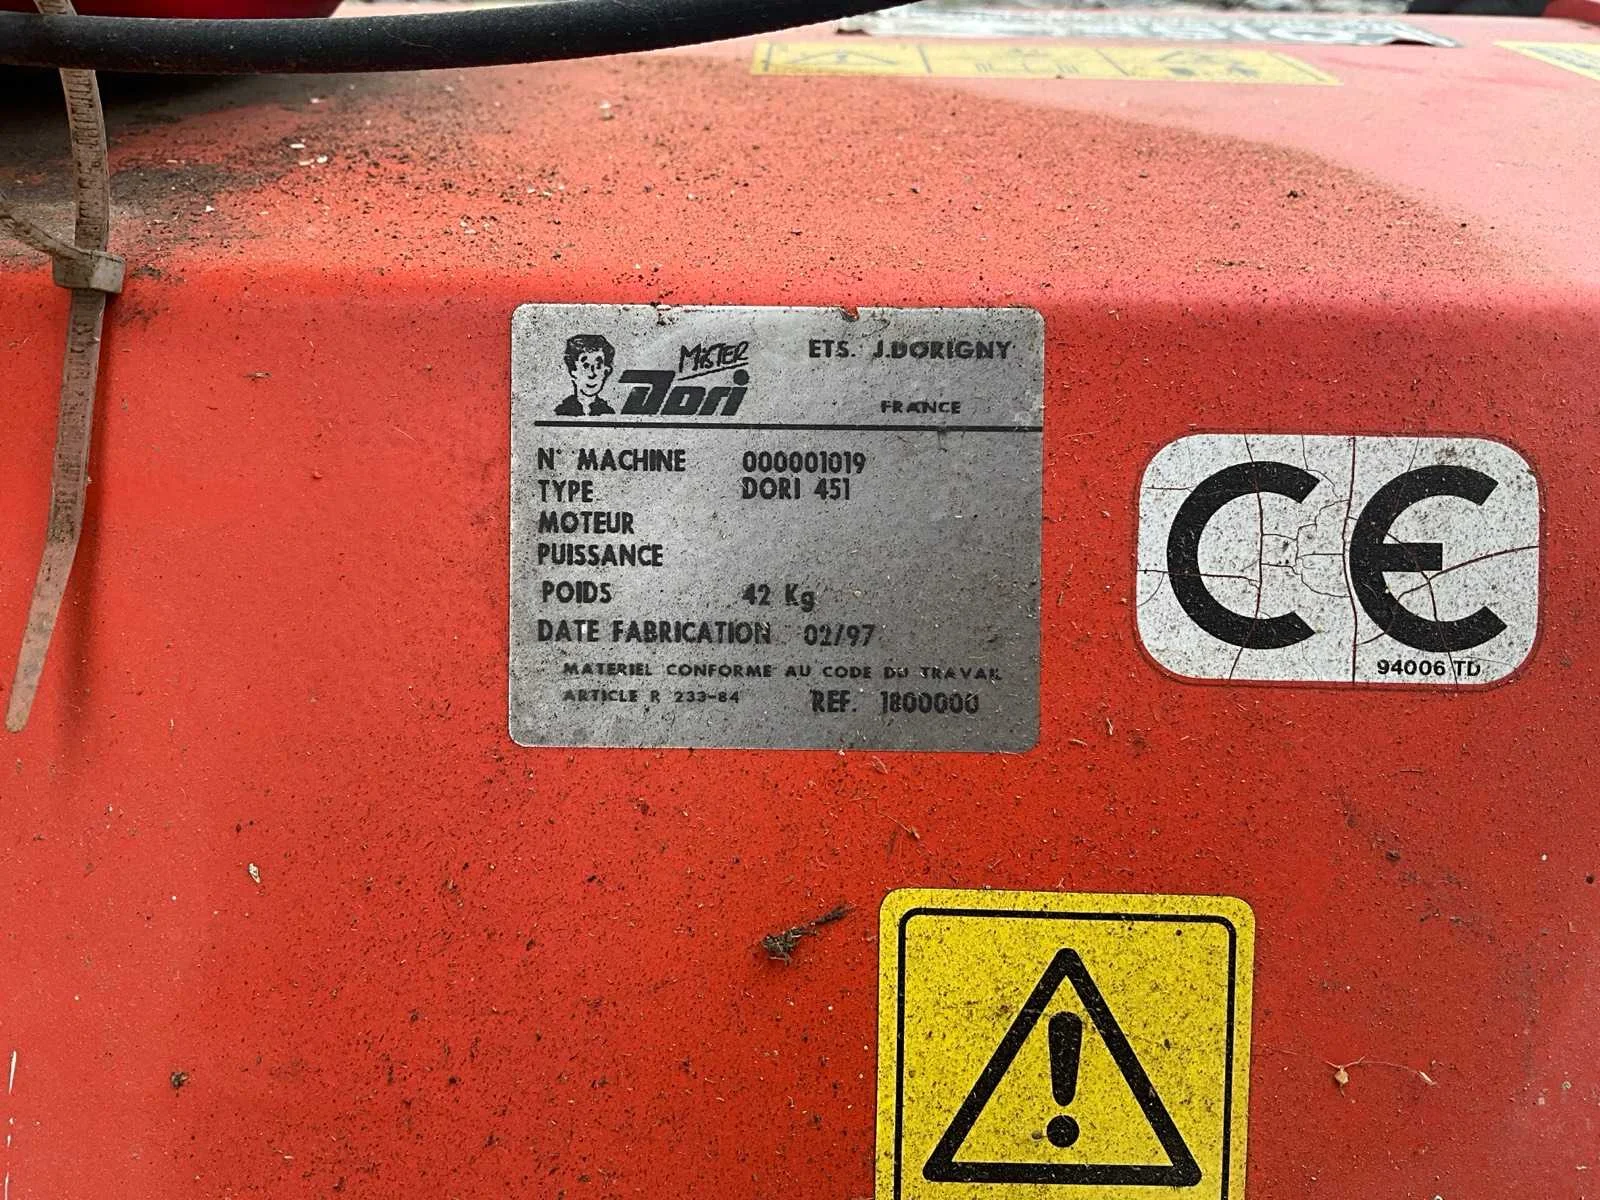 MISTER
Dori
ETS. J.DORIGNY
FRANCE
N° MACHINE 000001019
TYPE DORI 451
MOTEUR
PUISSANCE
POIDS 42 Kg
DATE FABRICATION 02/97
MATERIEL CONFORME AU CODE DU TRAVAIL
ARTICLE R 233-84 REF. 1800000
CE
94006 TD